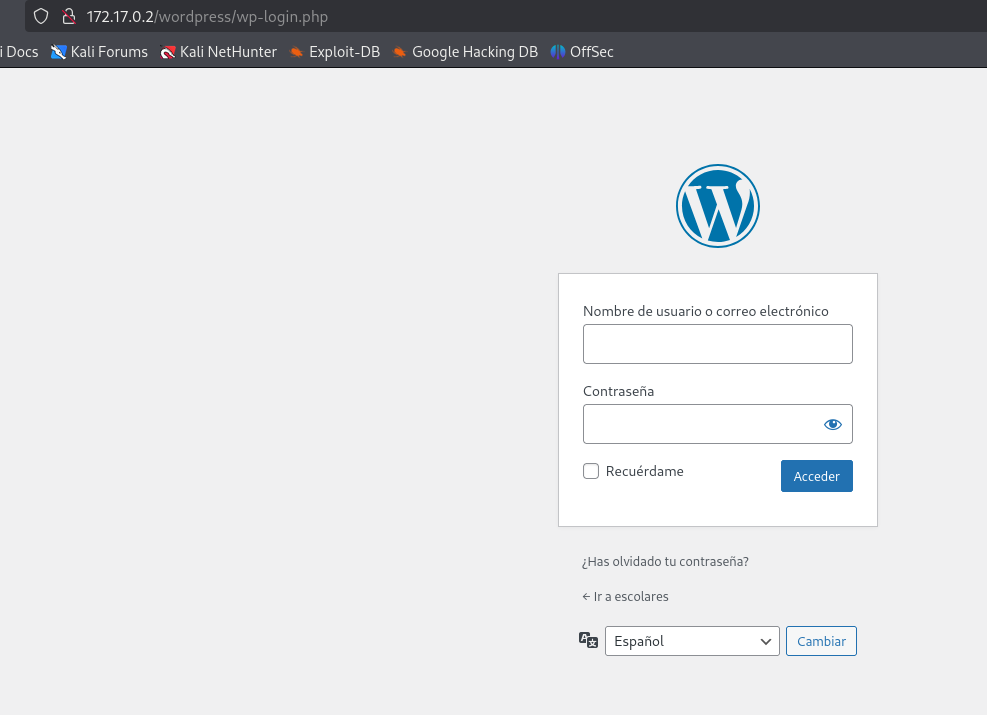 172.17.0.2/wordpress/wp-login.php
i Docs Kali Forums Kali NetHunter Exploit-DB Google Hacking DB OffSec
Nombre de usuario o correo electrónico
Contraseña
Recuérdame Acceder
¿Has olvidado tu contraseña?
← Ir a escolares
Español Cambiar